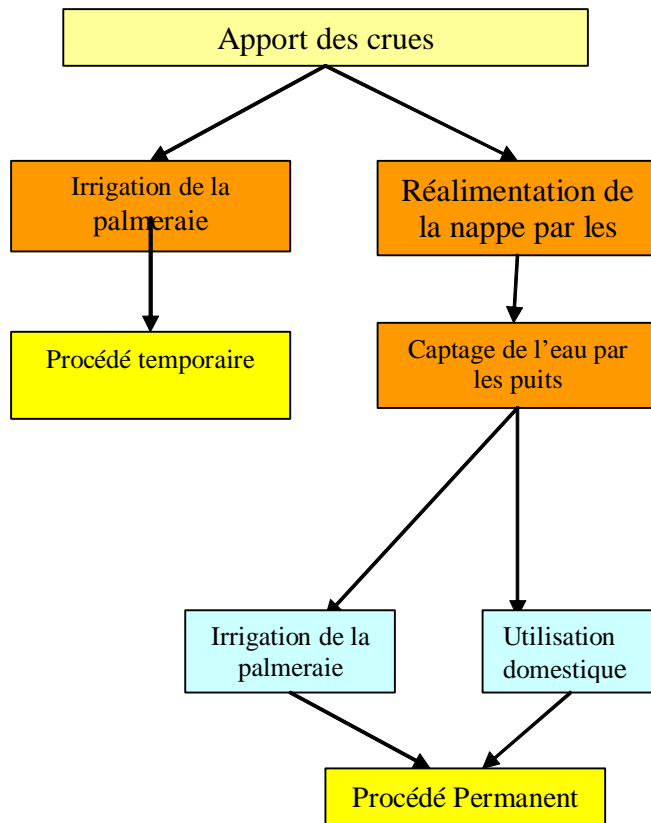 Apport des crues
Irrigation de la
palmeraie
Réalimentation de
la nappe par les
Procédé temporaire
Captage de l’eau par
les puits
Irrigation de la
palmeraie
Utilisation
domestique
Procédé Permanent